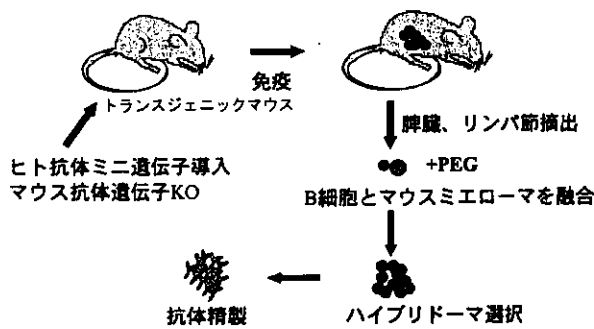 免疫
トランスジェニックマウス
ヒト抗体ミニ遺伝子導入
マウス抗体遺伝子KO
脾臓、リンパ節摘出
+PEG
B細胞とマウスミエローマを融合
ハイブリドーマ選択
抗体精製